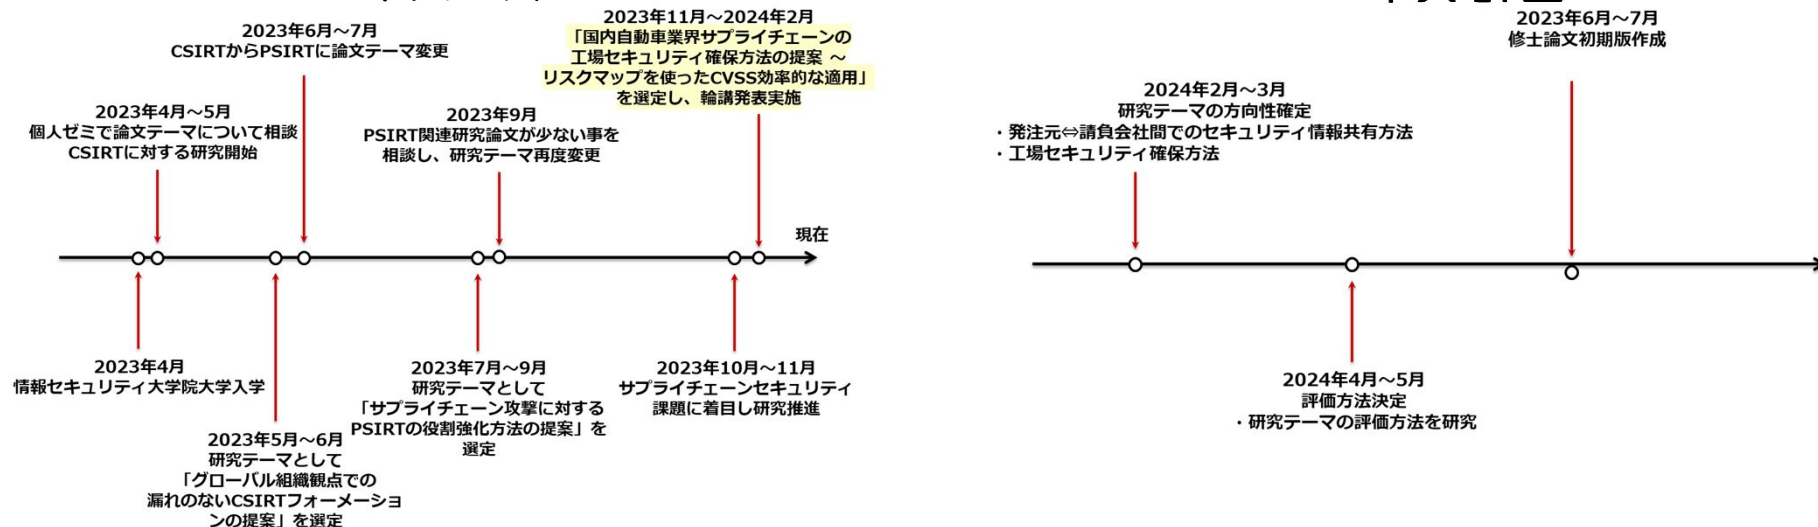 2023年6月～7月
CSIRTからPSIRTに論文テーマ変更
2023年11月～2024年2月
「国内自動車業界サプライチェーンの
工場セキュリティ確保方法の提案 ～
リスクマップを使ったCVSS効率的な適用」
を選定し、輪講発表実施
2023年4月～5月
個人ゼミで論文テーマについて相談
CSIRTに対する研究開始
2023年9月
PSIRT関連研究論文が少ない事を
相談し、研究テーマ再度変更
現在
2023年4月
情報セキュリティ大学院大学入学
2023年5月～6月
研究テーマとして
「グローバル組織観点での
漏れのないCSIRTフォーメーショ
ンの提案」を選定
2023年7月～9月
研究テーマとして
「サプライチェーン攻撃に対する
PSIRTの役割強化方法の提案」を
選定
2023年10月～11月
サプライチェーンセキュリティ
課題に着目し研究推進
2023年6月～7月
修士論文初期版作成
2024年2月～3月
研究テーマの方向性確定
・発注元⇔請負会社間でのセキュリティ情報共有方法
・工場セキュリティ確保方法
2024年4月～5月
評価方法決定
・研究テーマの評価方法を研究